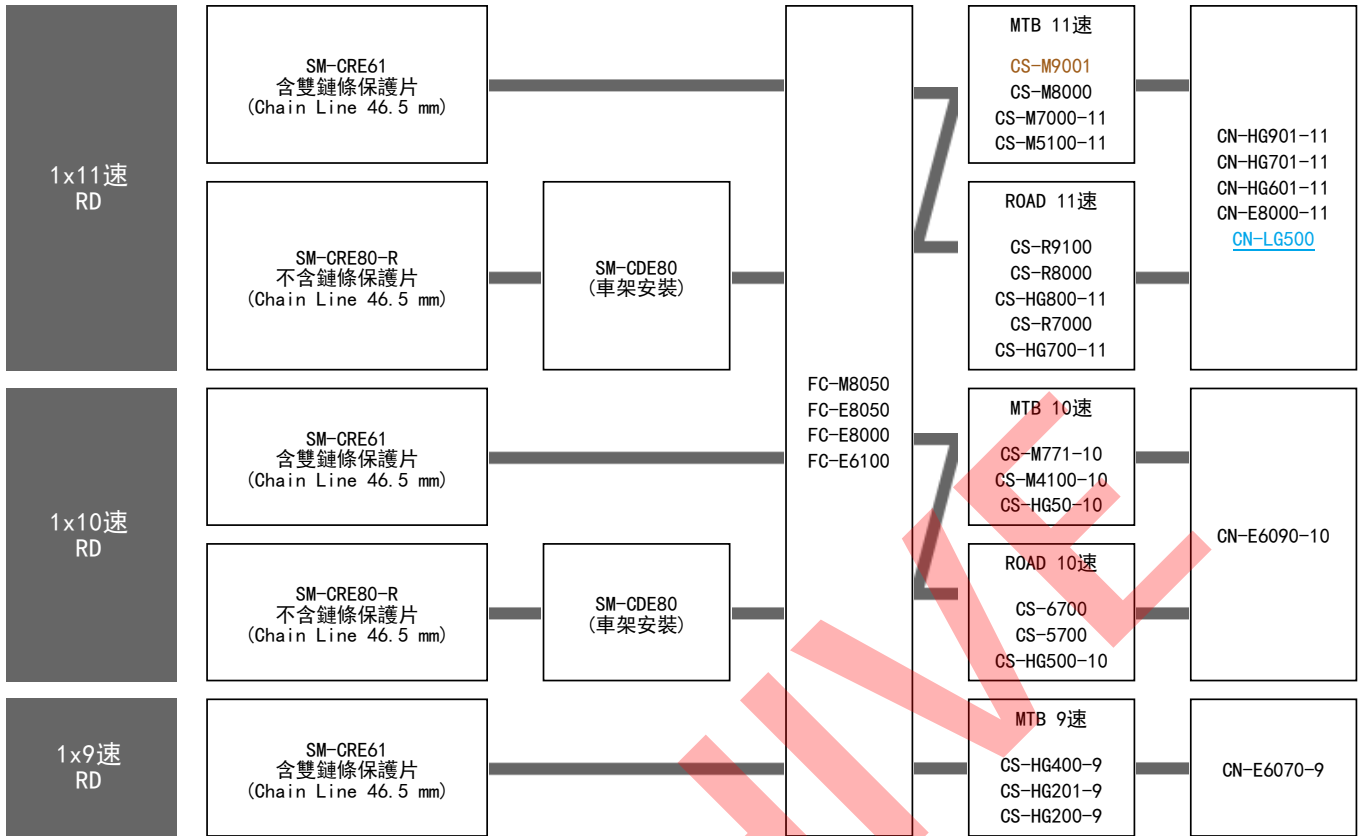 1x11速
RD
SM-CRE61
含雙鏈條保護片
(Chain Line 46.5 mm)
SM-CRE80-R
不含鏈條保護片
(Chain Line 46.5 mm)
SM-CDE80
(車架安裝)
1x10速
RD
SM-CRE61
含雙鏈條保護片
(Chain Line 46.5 mm)
SM-CRE80-R
不含鏈條保護片
(Chain Line 46.5 mm)
SM-CDE80
(車架安裝)
1x9速
RD
SM-CRE61
含雙鏈條保護片
(Chain Line 46.5 mm)
FC-M8050
FC-E8050
FC-E8000
FC-E6100
MTB 11速
CS-M9001
CS-M8000
CS-M7000-11
CS-M5100-11
ROAD 11速
CS-R9100
CS-R8000
CS-HG800-11
CS-R7000
CS-HG700-11
CN-HG901-11
CN-HG701-11
CN-HG601-11
CN-E8000-11
CN-LG500
MTB 10速
CS-M771-10
CS-M4100-10
CS-HG50-10
ROAD 10速
CS-6700
CS-5700
CS-HG500-10
CN-E6090-10
MTB 9速
CS-HG400-9
CS-HG201-9
CS-HG200-9
CN-E6070-9